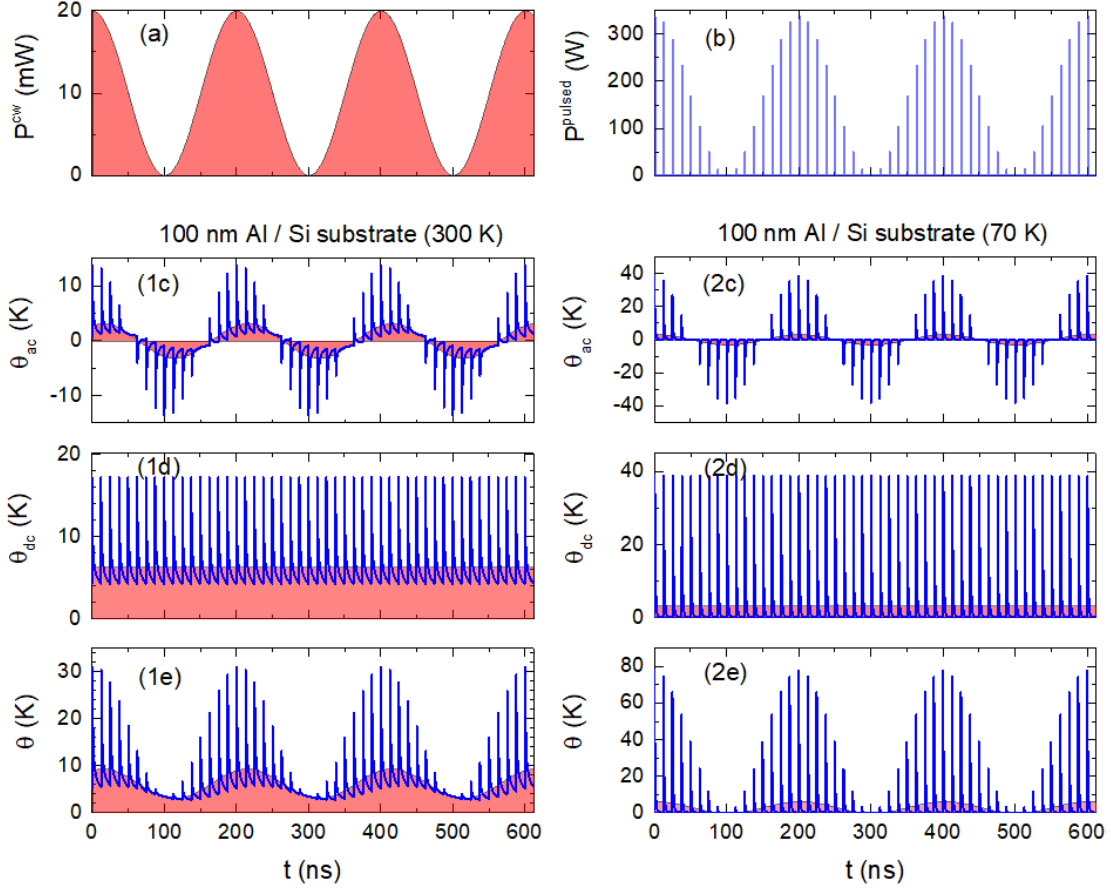 (a)
20
10
0
P^cw (mW)
(b)
300
200
100
0
P^pulsed (W)
100 nm Al / Si substrate (300 K)
100 nm Al / Si substrate (70 K)
(1c)
10
0
-10
θ_ac (K)
(2c)
40
20
0
-20
-40
θ_ac (K)
(1d)
20
10
0
θ_dc (K)
(2d)
40
20
0
θ_dc (K)
(1e)
30
20
10
0
θ (K)
(2e)
80
60
40
20
0
θ (K)
0 100 200 300 400 500 600
0 100 200 300 400 500 600
t (ns)
t (ns)